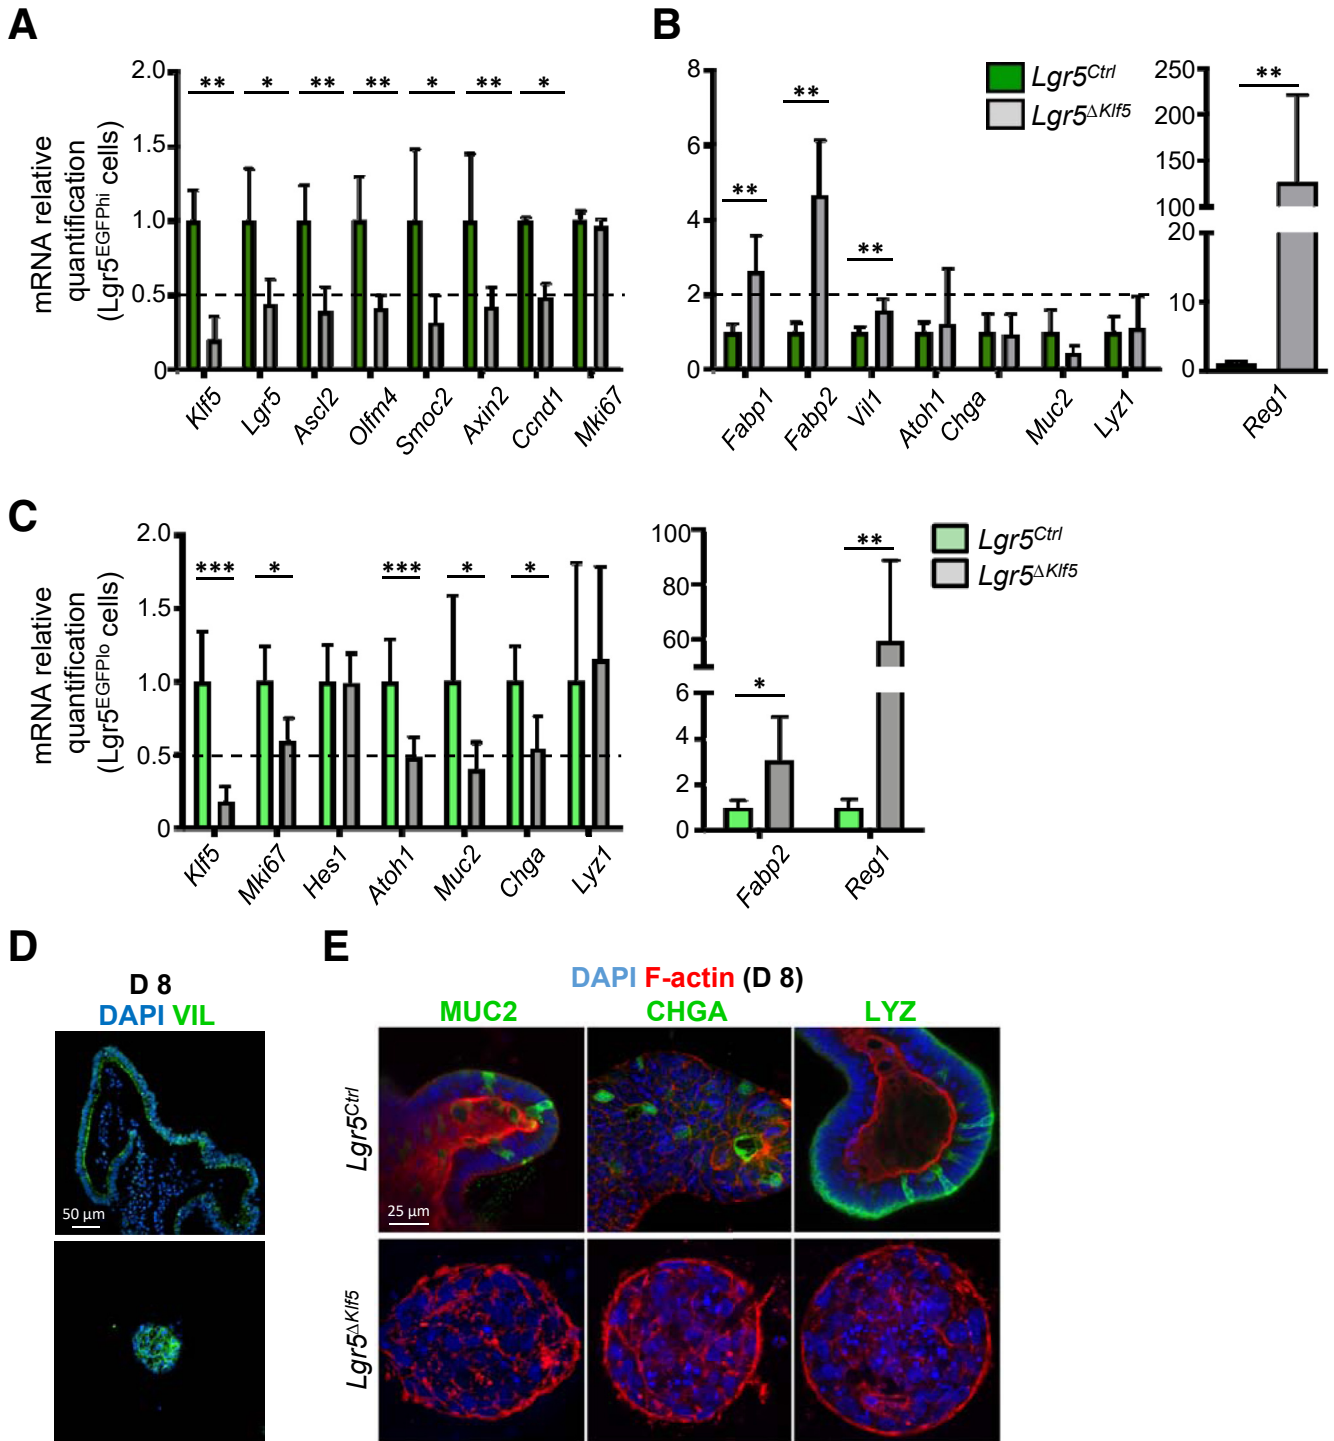 A
2.0
1.5
1.0
0.5
0
mRNA relative
quantification
(Lgr5EGFPhi cells)
** * ** ** * ** *
Klf5 Lgr5 Ascl2 Olfm4 Smoc2 Axin2 Ccnd1 Mki67
B
8
6
4
2
0
** ** **
Fabp1 Fabp2 Vil1 Atoh1 Chga Muc2 Lyz1
Lgr5Ctrl
Lgr5ΔKlf5
250
200
150
100
20
10
0
**
Reg1
C
2.0
1.5
1.0
0.5
0
mRNA relative
quantification
(Lgr5EGFPlo cells)
*** * *** * *
Klf5 Mki67 Hes1 Atoh1 Muc2 Chga Lyz1
100
80
60
6
4
2
0
* **
Fabp2 Reg1
Lgr5Ctrl
Lgr5ΔKlf5
D
D 8
DAPI VIL
50 µm
E
DAPI F-actin (D 8)
MUC2 CHGA LYZ
Lgr5Ctrl
25 µm
Lgr5ΔKlf5